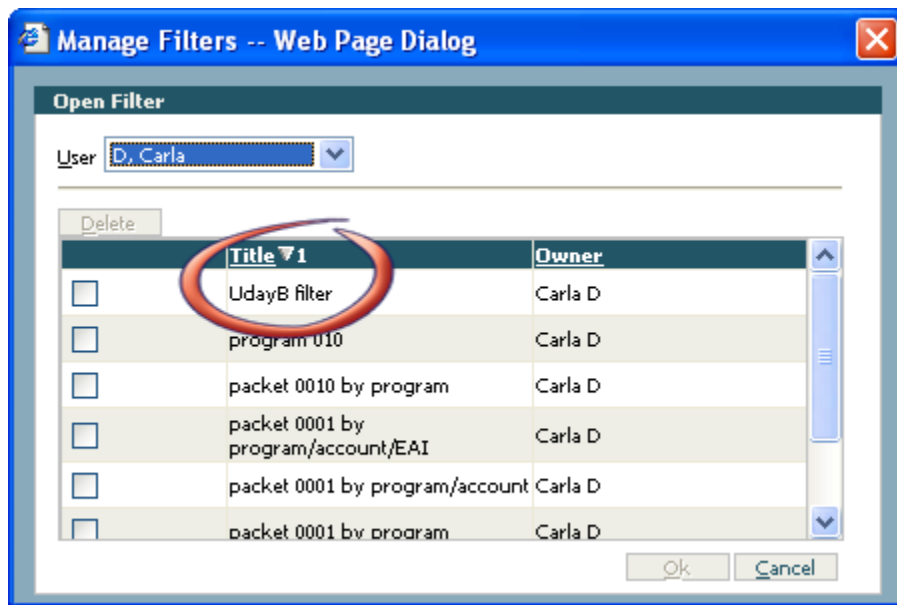 Manage Filters -- Web Page Dialog
Open Filter
User D, Carla
Delete
Title 1 Owner
UdayB filter Carla D
program 010 Carla D
packet 0010 by program Carla D
packet 0001 by
program/account/EAI Carla D
packet 0001 by program/account Carla D
packet 0001 by program Carla D
Ok Cancel